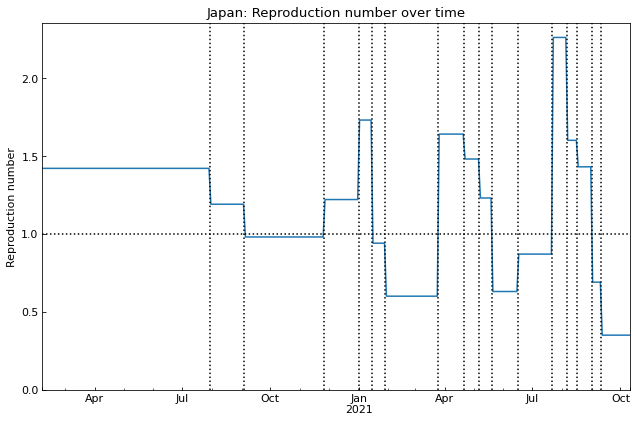 Japan: Reproduction number over time
Reproduction number
2.0
1.5
1.0
0.5
0.0
Apr Jul Oct Jan Apr Jul Oct
2021